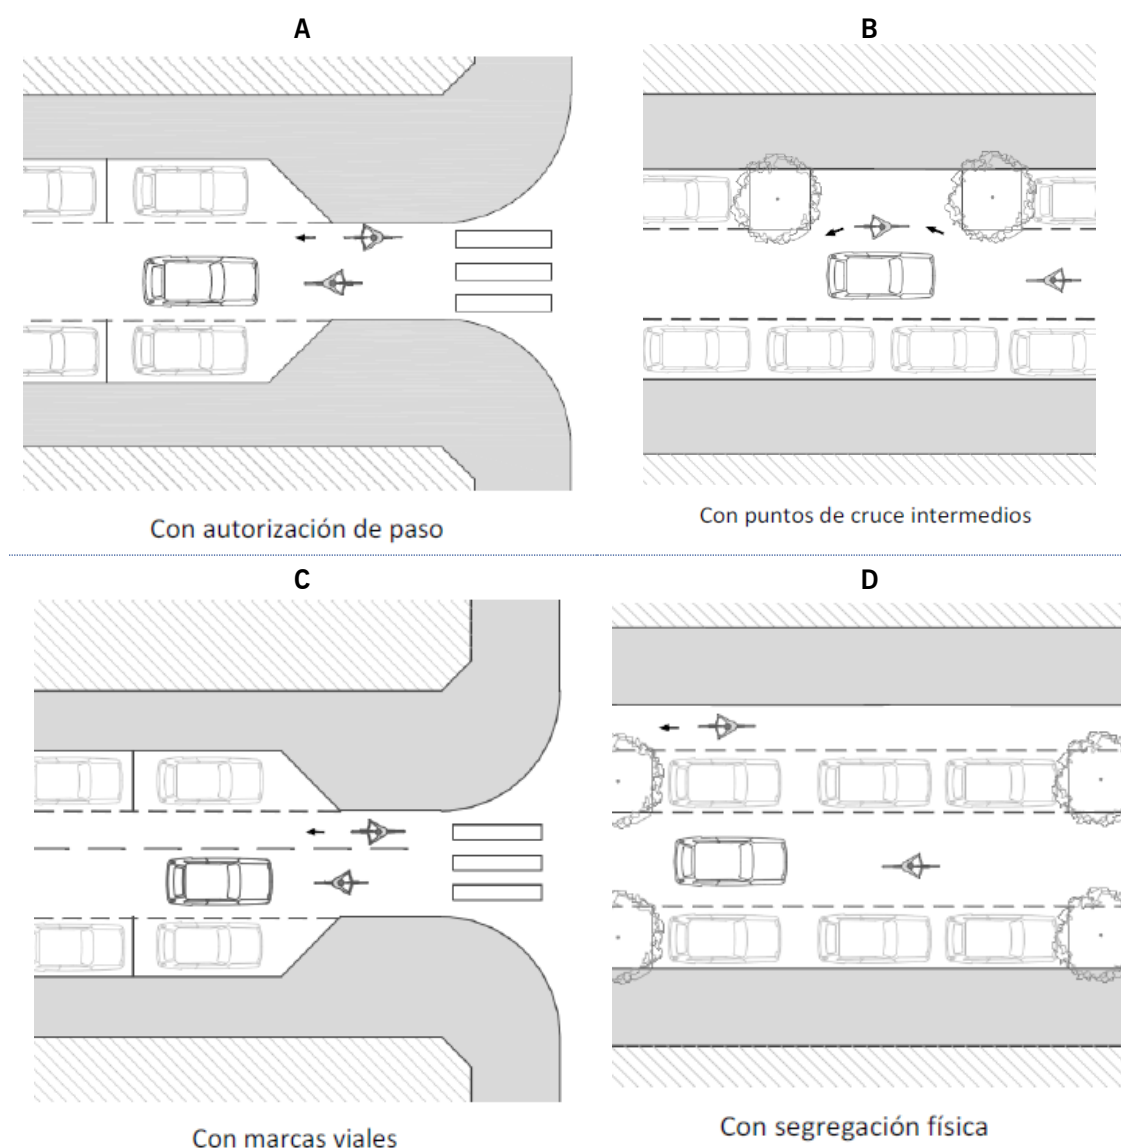 A
B
Con autorización de paso
Con puntos de cruce intermedios
C
D
Con marcas viales
Con segregación física